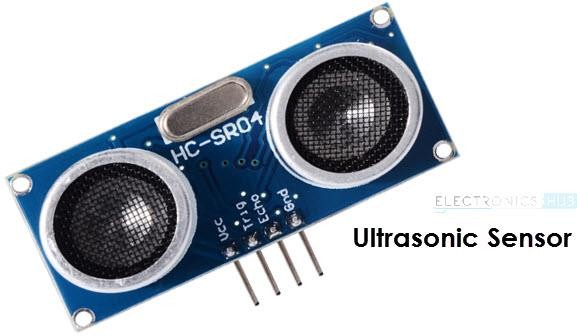 HC-SR04
Vcc
Trig
Echo
Gnd
ELECTRONICS HUB
Ultrasonic Sensor